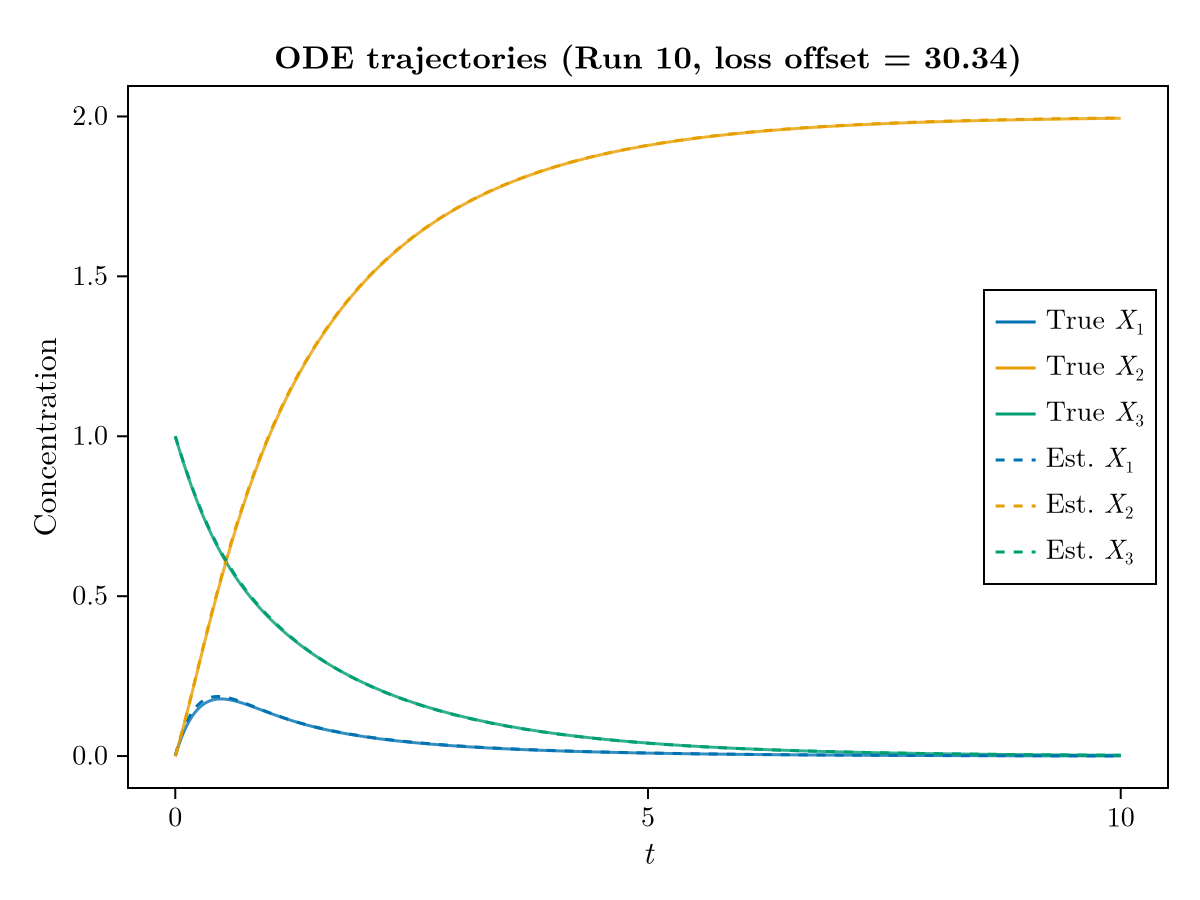 ODE trajectories (Run 10, loss offset = 30.34)
2.0
1.5
1.0
0.5
0.0
Concentration
0
5
10
t
True X₁
True X₂
True X₃
Est. X₁
Est. X₂
Est. X₃